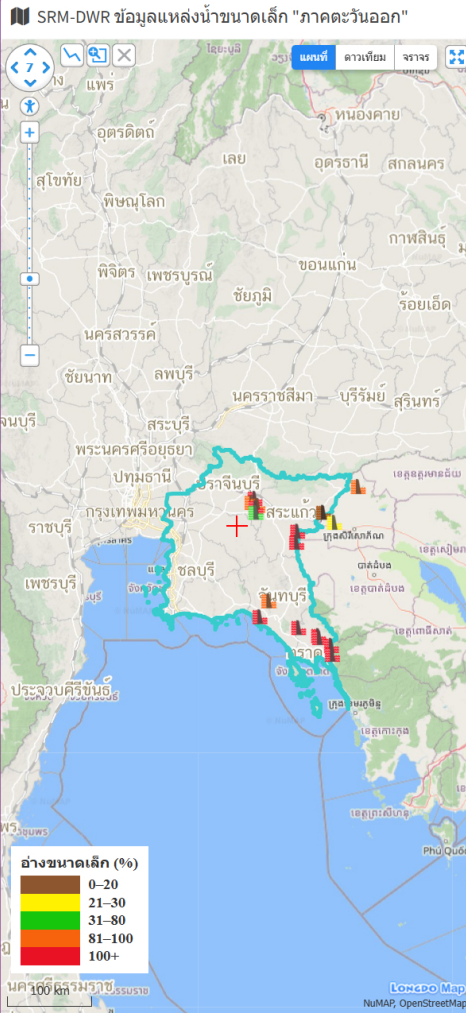 SRM-DWR ข้อมูลแหล่งน้ำขนาดเล็ก "ภาคตะวันออก"
7
แผนที่
ดาวเทียม
จราจร
แพร่
หนองคาย
อุตรดิตถ์
เลย
อุดรธานี
สกลนคร
สุโขทัย
พิษณุโลก
กาฬสินธุ์
พิจิตร
เพชรบูรณ์
ขอนแก่น
ชัยภูมิ
ร้อยเอ็ด
นครสวรรค์
ชัยนาท
ลพบุรี
นครราชสีมา
บุรีรัมย์
สุรินทร์
สระบุรี
พระนครศรีอยุธยา
ปทุมธานี
กรุงเทพมหานคร
สระแก้ว
ราชบุรี
ชลบุรี
เพชรบุรี
บาตด็อมบอง
ประจวบคีรีขันธ์
อ่างขนาดเล็ก (%)
0–20
21–30
31–80
81–100
100+
นครศรีธรรมราช
100 km
Phú Quốc
LONGDO Map
NuMAP, OpenStreetMap